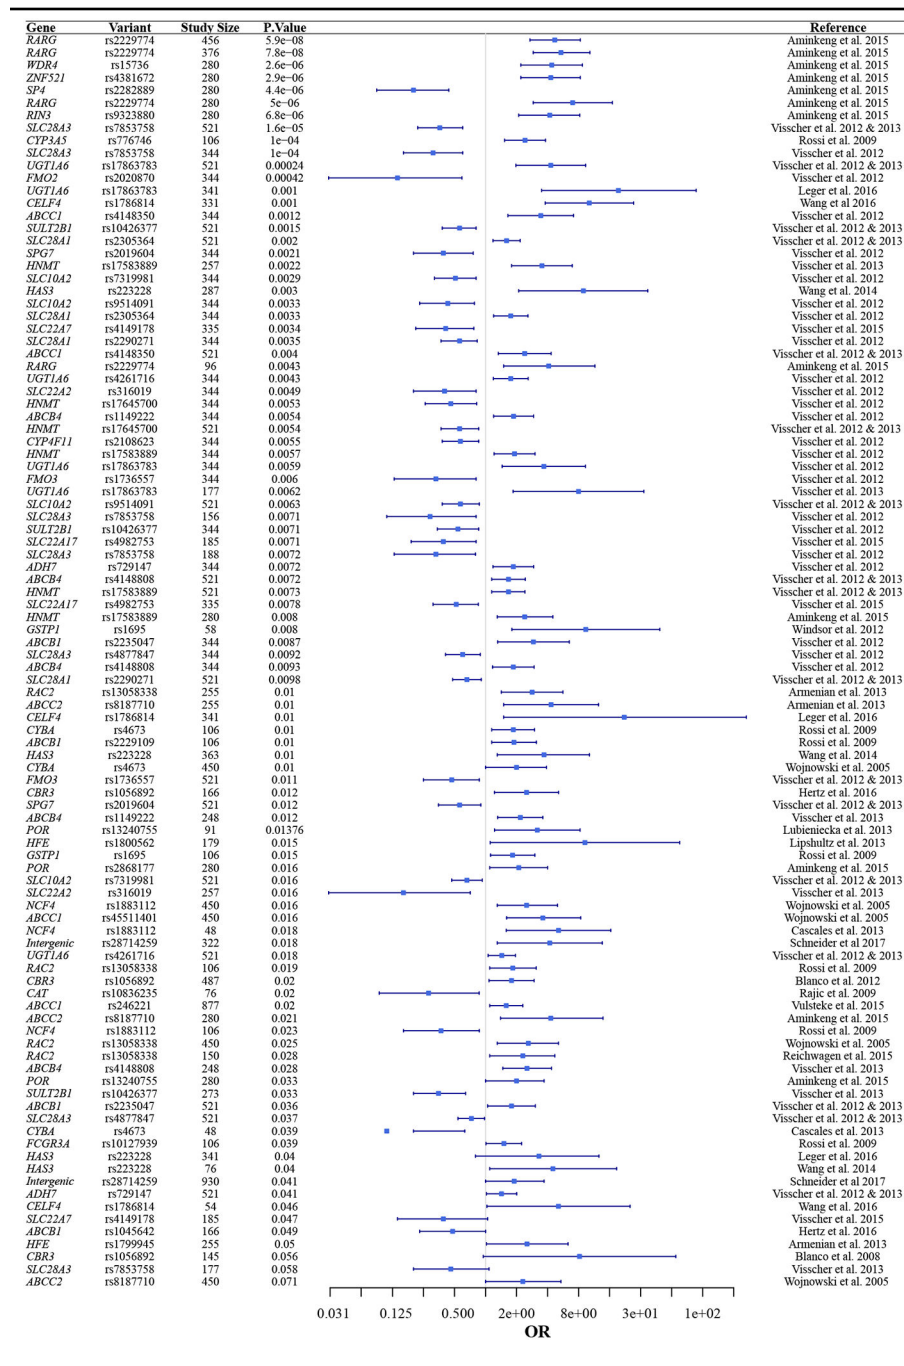 Gene Variant Study Size P.Value Reference
RARG rs2229774 456 5.9e−08 Aminkeng et al. 2015
RARG rs2229774 376 7.8e−08 Aminkeng et al. 2015
WDR4 rs15736 280 2.6e−06 Aminkeng et al. 2015
ZNF521 rs4381672 280 2.9e−06 Aminkeng et al. 2015
SP4 rs2282889 280 4.4e−06 Aminkeng et al. 2015
RARG rs2229774 280 5e−06 Aminkeng et al. 2015
RIN3 rs9323880 280 6.8e−06 Aminkeng et al. 2015
SLC28A3 rs7853758 521 1.6e−05 Visscher et al. 2012 & 2013
CYP3A5 rs776746 106 1e−04 Rossi et al. 2009
SLC28A3 rs7853758 344 1e−04 Visscher et al. 2012
UGT1A6 rs17863783 521 0.00024 Visscher et al. 2012 & 2013
FMO2 rs2020870 344 0.00042 Visscher et al. 2012
UGT1A6 rs17863783 341 0.001 Leger et al. 2016
CELF4 rs1786814 331 0.001 Wang et al 2016
ABCC1 rs4148350 344 0.0012 Visscher et al. 2012
SULT2B1 rs10426377 521 0.0015 Visscher et al. 2012 & 2013
SLC28A1 rs2305364 521 0.002 Visscher et al. 2012 & 2013
SPG7 rs2019604 344 0.0021 Visscher et al. 2012
HNMT rs17583889 257 0.0022 Visscher et al. 2013
SLC10A2 rs7319981 344 0.0029 Visscher et al. 2012
HAS3 rs223228 287 0.003 Wang et al. 2014
SLC10A2 rs9514091 344 0.0033 Visscher et al. 2012
SLC28A1 rs2305364 344 0.0033 Visscher et al. 2012
SLC22A7 rs4149178 335 0.0034 Visscher et al. 2015
SLC28A1 rs2290271 344 0.0035 Visscher et al. 2012
ABCC1 rs4148350 521 0.004 Visscher et al. 2012 & 2013
RARG rs2229774 96 0.0043 Aminkeng et al. 2015
UGT1A6 rs4261716 344 0.0043 Visscher et al. 2012
SLC22A2 rs316019 344 0.0049 Visscher et al. 2012
HNMT rs17645700 344 0.0053 Visscher et al. 2012
ABCB4 rs1149222 344 0.0054 Visscher et al. 2012
HNMT rs17645700 521 0.0054 Visscher et al. 2012 & 2013
CYP4F11 rs2108623 344 0.0055 Visscher et al. 2012
HNMT rs17583889 344 0.0057 Visscher et al. 2012
UGT1A6 rs17863783 344 0.0059 Visscher et al. 2012
FMO3 rs1736557 344 0.006 Visscher et al. 2012
UGT1A6 rs17863783 177 0.0062 Visscher et al. 2013
SLC10A2 rs9514091 521 0.0063 Visscher et al. 2012 & 2013
SLC28A3 rs7853758 156 0.0071 Visscher et al. 2012
SULT2B1 rs10426377 344 0.0071 Visscher et al. 2012
SLC22A17 rs4982753 185 0.0071 Visscher et al. 2015
SLC28A3 rs7853758 188 0.0072 Visscher et al. 2012
ADH7 rs729147 344 0.0072 Visscher et al. 2012
ABCB4 rs4148808 521 0.0072 Visscher et al. 2012 & 2013
HNMT rs17583889 521 0.0073 Visscher et al. 2012 & 2013
SLC22A17 rs4982753 335 0.0078 Visscher et al. 2015
HNMT rs17583889 280 0.008 Aminkeng et al. 2015
GSTP1 rs1695 58 0.008 Windsor et al. 2012
ABCB1 rs2235047 344 0.0087 Visscher et al. 2012
SLC28A3 rs4877847 344 0.0092 Visscher et al. 2012
ABCB4 rs4148808 344 0.0093 Visscher et al. 2012
SLC28A1 rs2290271 521 0.0098 Visscher et al. 2012 & 2013
RAC2 rs13058338 255 0.01 Armenian et al. 2013
ABCC2 rs8187710 255 0.01 Armenian et al. 2013
CELF4 rs1786814 341 0.01 Leger et al. 2016
CYBA rs4673 106 0.01 Rossi et al. 2009
ABCB1 rs2229109 106 0.01 Rossi et al. 2009
HAS3 rs223228 363 0.01 Wang et al. 2014
CYBA rs4673 450 0.01 Wojnowski et al. 2005
FMO3 rs1736557 521 0.011 Visscher et al. 2012 & 2013
CBR3 rs1056892 166 0.012 Hertz et al. 2016
SPG7 rs2019604 521 0.012 Visscher et al. 2012 & 2013
ABCB4 rs1149222 248 0.012 Visscher et al. 2013
POR rs13240755 91 0.01376 Lubieniecka et al. 2013
HFE rs1800562 179 0.015 Lipshultz et al. 2013
GSTP1 rs1695 106 0.015 Rossi et al. 2009
POR rs2868177 280 0.016 Aminkeng et al. 2015
SLC10A2 rs7319981 521 0.016 Visscher et al. 2012 & 2013
SLC22A2 rs316019 257 0.016 Visscher et al. 2013
NCF4 rs1883112 450 0.016 Wojnowski et al. 2005
ABCC1 rs45511401 450 0.016 Wojnowski et al. 2005
NCF4 rs1883112 48 0.018 Cascales et al. 2013
Intergenic rs28714259 322 0.018 Schneider et al 2017
UGT1A6 rs4261716 521 0.018 Visscher et al. 2012 & 2013
RAC2 rs13058338 106 0.019 Rossi et al. 2009
CBR3 rs1056892 487 0.02 Blanco et al. 2012
CAT rs10836235 76 0.02 Rajic et al. 2009
ABCC1 rs246221 877 0.02 Vulsteke et al. 2015
ABCC2 rs8187710 280 0.021 Aminkeng et al. 2015
NCF4 rs1883112 106 0.023 Rossi et al. 2009
RAC2 rs13058338 450 0.025 Wojnowski et al. 2005
RAC2 rs13058338 150 0.028 Reichwagen et al. 2015
ABCB4 rs4148808 248 0.028 Visscher et al. 2013
POR rs13240755 280 0.033 Aminkeng et al. 2015
SULT2B1 rs10426377 273 0.033 Visscher et al. 2013
ABCB1 rs2235047 521 0.036 Visscher et al. 2012 & 2013
SLC28A3 rs4877847 521 0.037 Visscher et al. 2012 & 2013
CYBA rs4673 48 0.039 Cascales et al. 2013
FCGR3A rs10127939 106 0.039 Rossi et al. 2009
HAS3 rs223228 341 0.04 Leger et al. 2016
HAS3 rs223228 76 0.04 Wang et al. 2014
Intergenic rs28714259 930 0.041 Schneider et al 2017
ADH7 rs729147 521 0.041 Visscher et al. 2012 & 2013
CELF4 rs1786814 54 0.046 Wang et al. 2016
SLC22A7 rs4149178 185 0.047 Visscher et al. 2015
ABCB1 rs1045642 166 0.049 Hertz et al. 2016
HFE rs1799945 255 0.05 Armenian et al. 2013
CBR3 rs1056892 145 0.056 Blanco et al. 2008
SLC28A3 rs7853758 177 0.058 Visscher et al. 2013
ABCC2 rs8187710 450 0.071 Wojnowski et al. 2005
0.031 0.125 0.500 2e+00 8e+00 3e+01 1e+02
OR